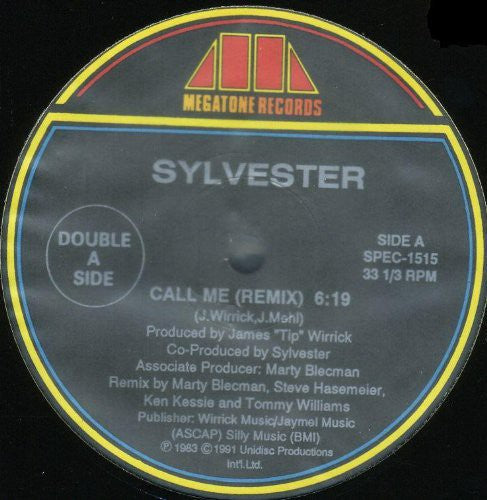 MEGATONE RECORDS
SYLVESTER
DOUBLE
A
SIDE
SIDE A
SPEC-1515
33 1/3 RPM
CALL ME (REMIX) 6:19
(J.Wirrick,J.Mehl)
Produced by James "Tip" Wirrick
Co-Produced by Sylvester
Associate Producer: Marty Blecman
Remix by Marty Blecman, Steve Hasemeier,
Ken Kessie and Tommy Williams
Publisher: Wirrick Music/Jaymel Music
(ASCAP) Silly Music (BMI)
℗ 1983 © 1991 Unidisc Productions
Int'l.Ltd.